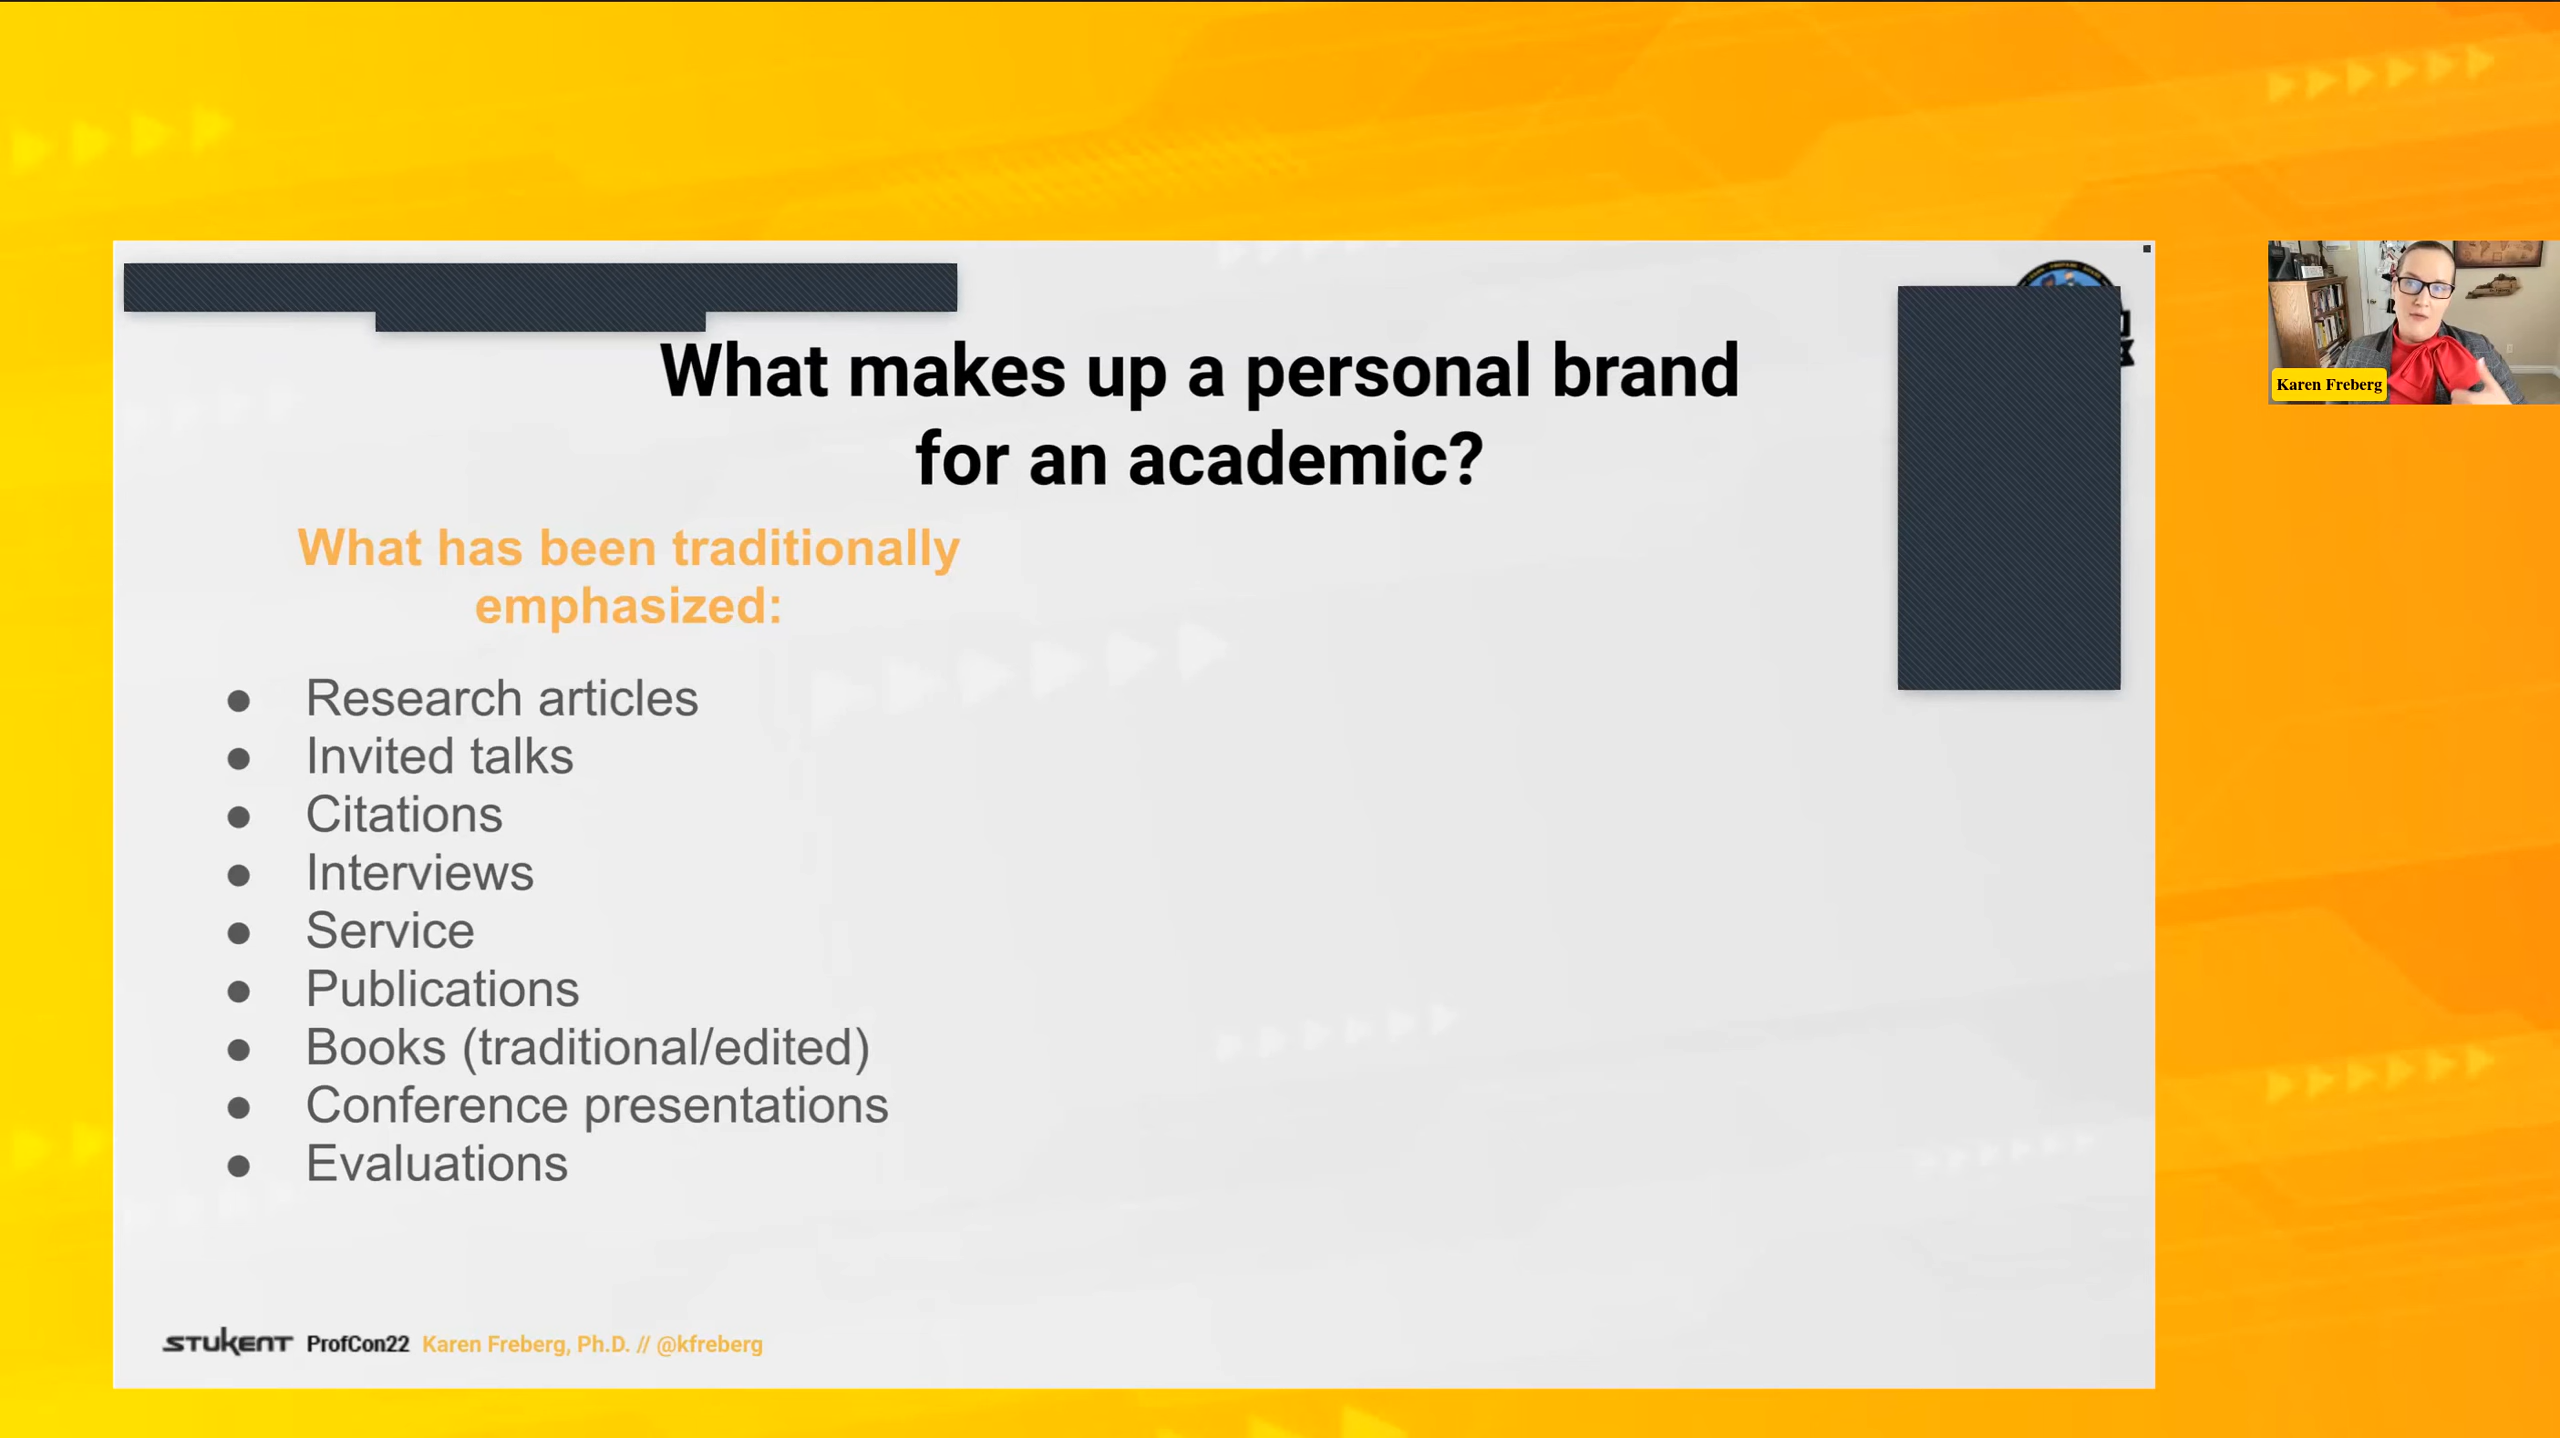 What makes up a personal brand
for an academic?
What has been traditionally
emphasized:
● Research articles
● Invited talks
● Citations
● Interviews
● Service
● Publications
● Books (traditional/edited)
● Conference presentations
● Evaluations
STUKENT ProfCon22 Karen Freberg, Ph.D. // @kfreberg
Karen Freberg